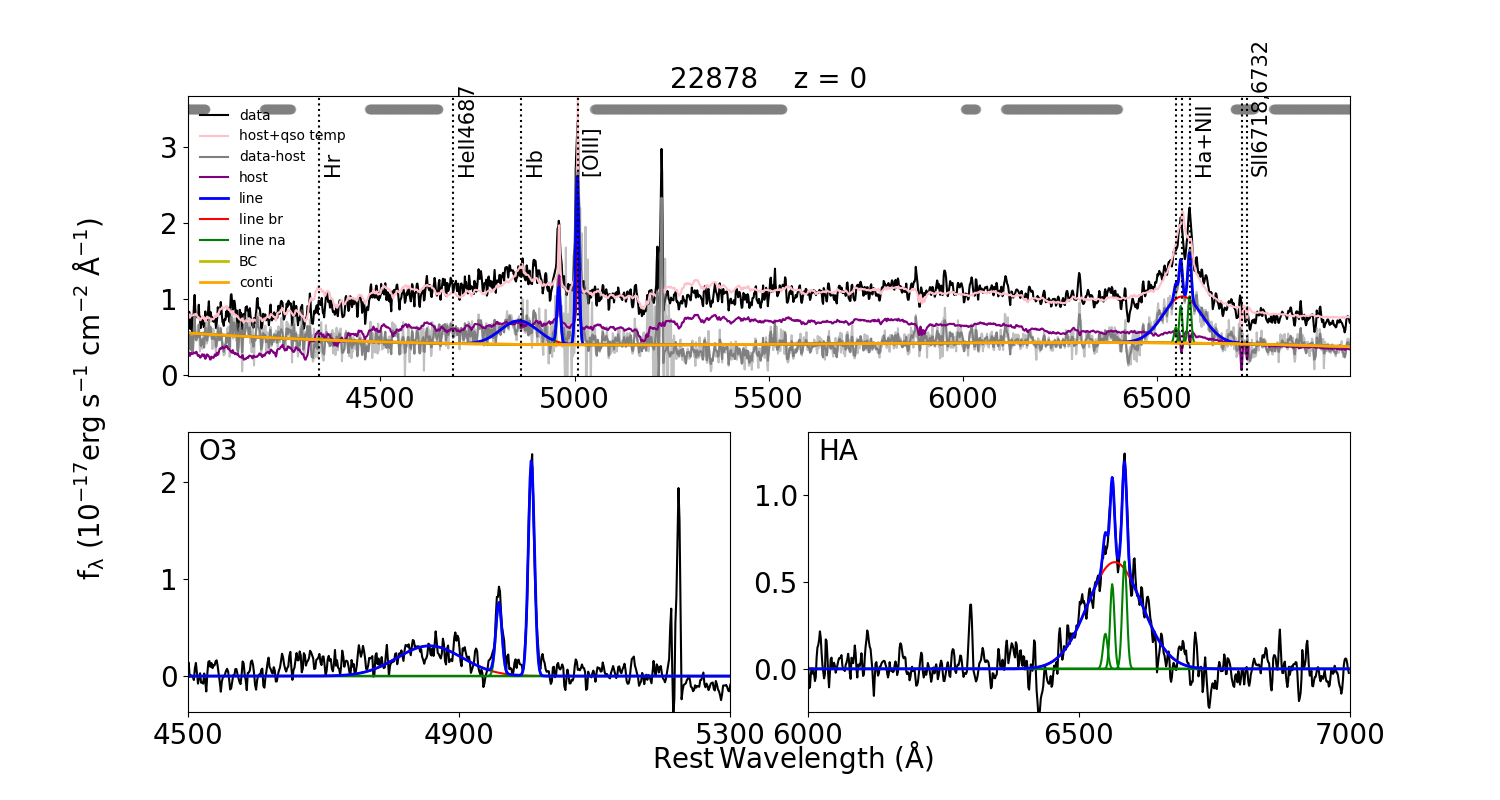 22878 z = 0
data
host+qso temp
data-host
host
line
line br
line na
BC
conti
Hr
HeII4687
Hb
[OIII]
Ha+NII
SII6718,6732
3
2
1
0
4500 5000 5500 6000 6500
f_λ (10^{-17}erg s^{-1} cm^{-2} Å^{-1})
O3
2
1
0
4500 4900 5300
HA
1.0
0.5
0.0
6000 6500 7000
Rest Wavelength (Å)